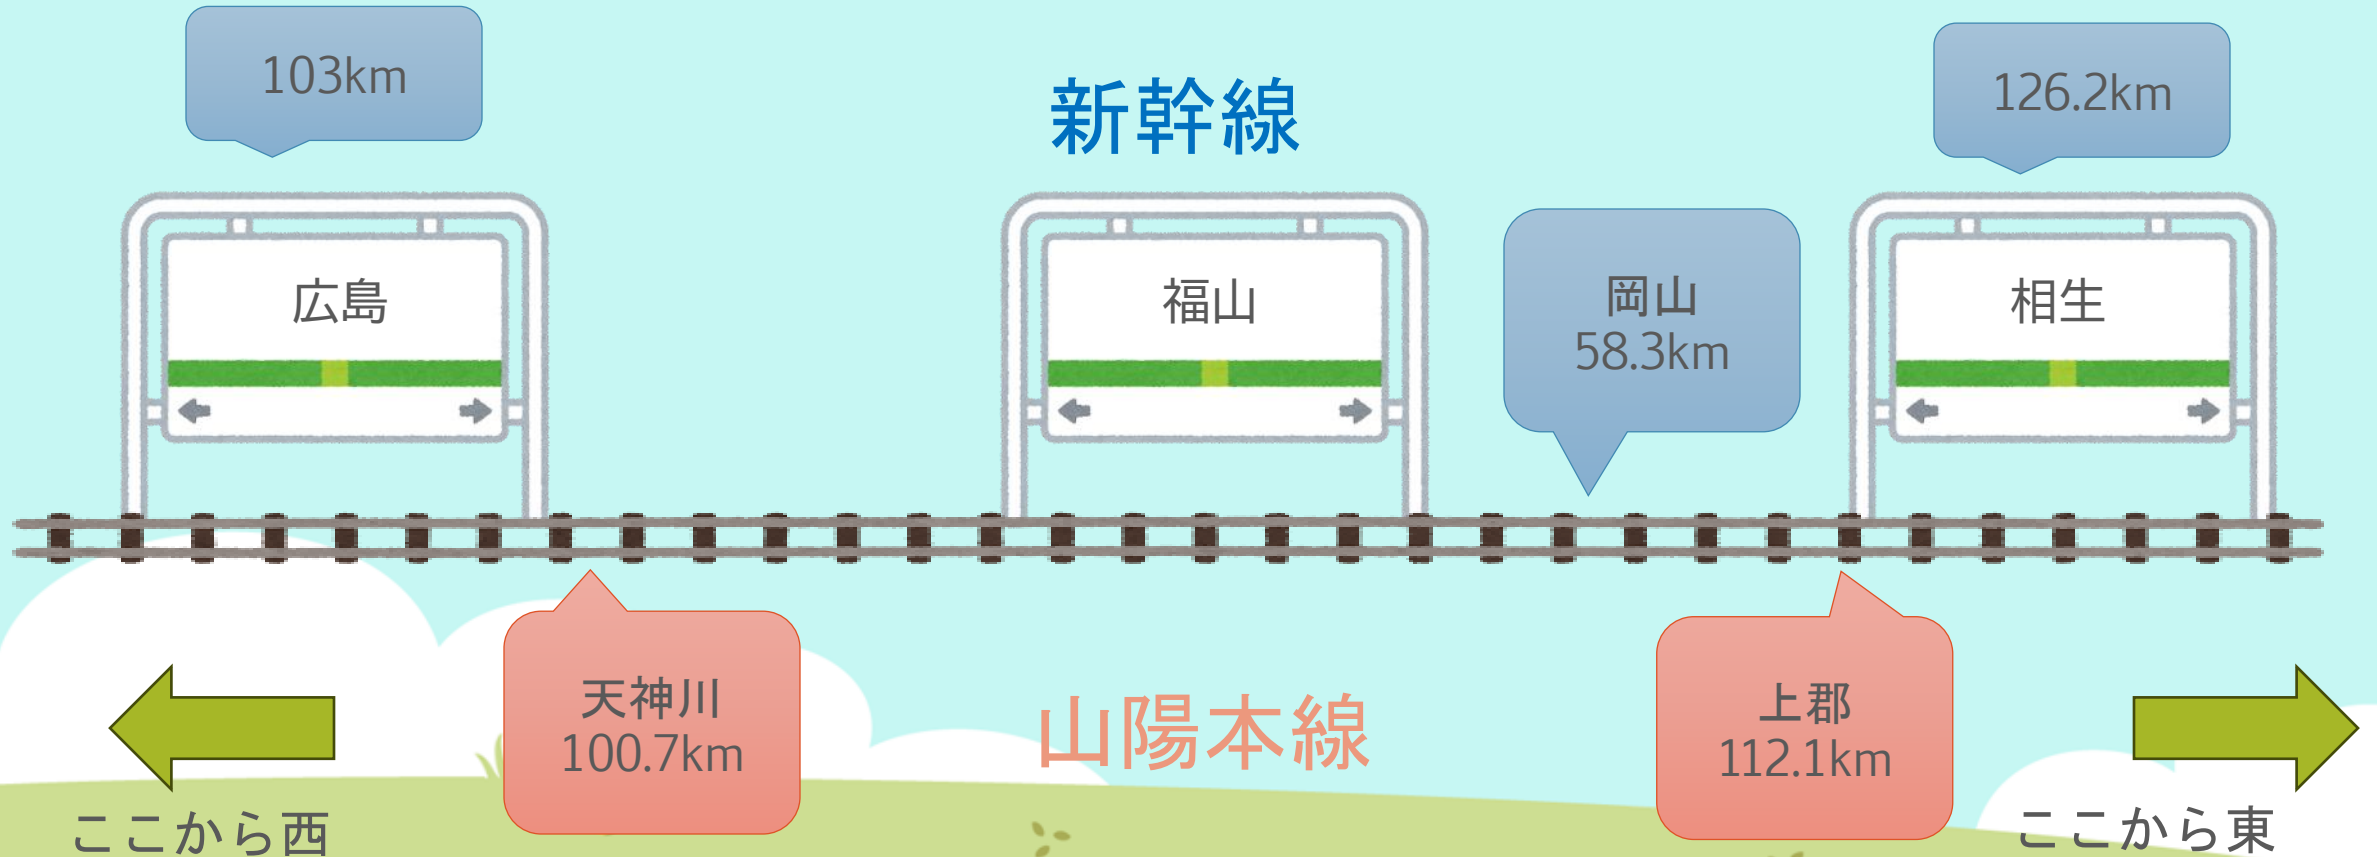 103km
新幹線
126.2km
広島
福山
岡山
58.3km
相生
天神川
100.7km
山陽本線
上郡
112.1km
ここから西
ここから東